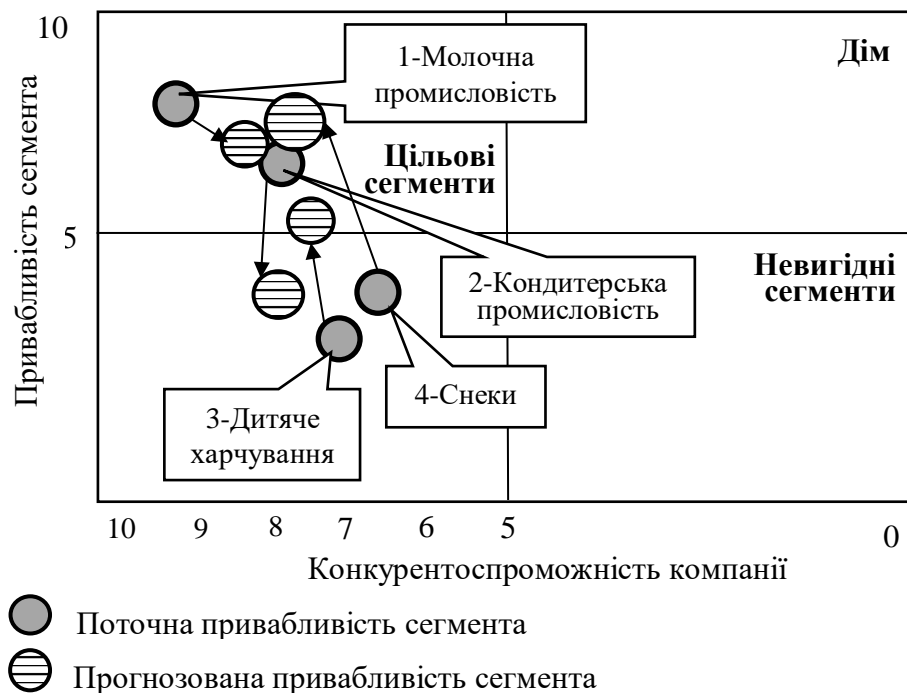 10
1-Молочна
промисловість
Дім
Цільові
сегменти
Привабливість сегмента
5
2-Кондитерська
промисловість
Невигідні
сегменти
4-Снеки
3-Дитяче
харчування
10 9 8 7 6 5 0
Конкурентоспроможність компанії
Поточна привабливість сегмента
Прогнозована привабливість сегмента